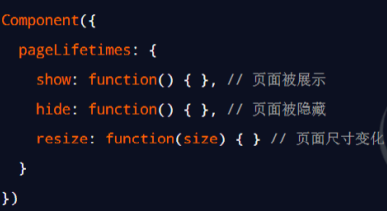 Component({
  pageLifetimes: {
    show: function() { }, // 页面被展示
    hide: function() { }, // 页面被隐藏
    resize: function(size) { } // 页面尺寸变化
  }
})